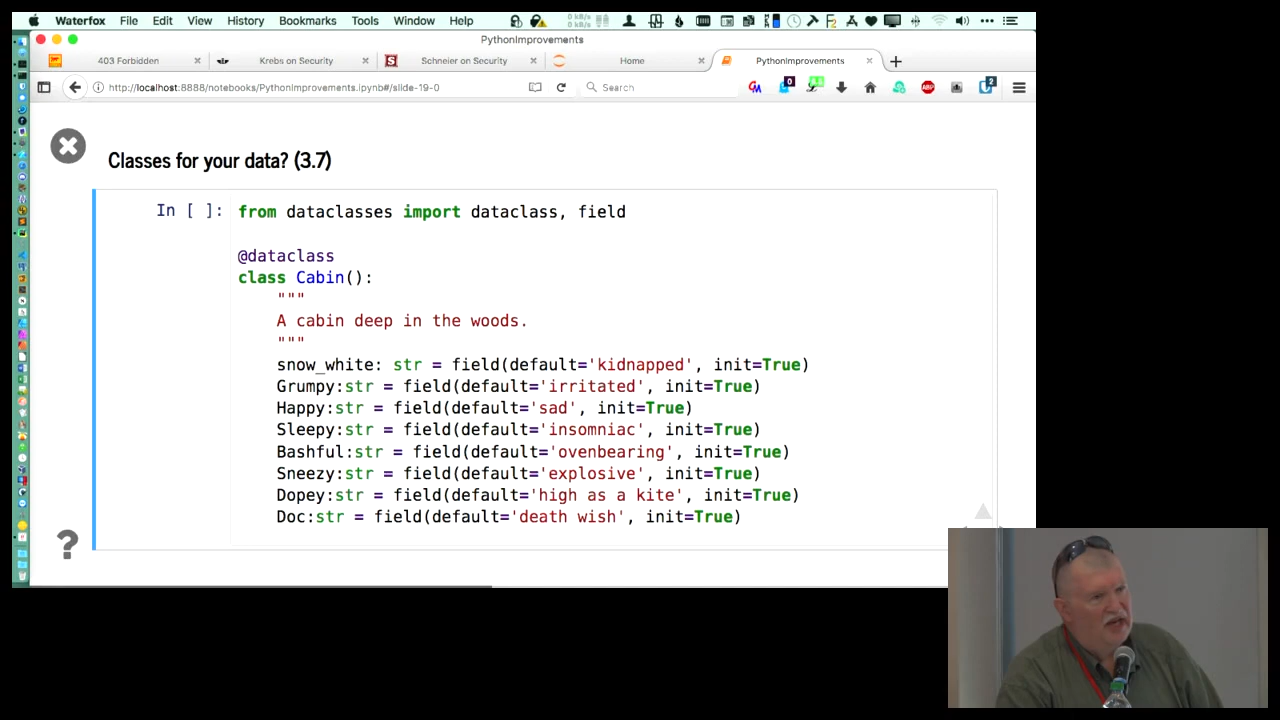 Waterfox File Edit View History Bookmarks Tools Window Help
0 kB/s
0 kB/s
PythonImprovements
403 Forbidden Krebs on Security Schneier on Security Home PythonImprovements
http://localhost:8888/notebooks/PythonImprovements.ipynb#/slide-19-0 Search
Classes for your data? (3.7)
In [ ]: from dataclasses import dataclass, field
@dataclass
class Cabin():
"""
A cabin deep in the woods.
"""
snow_white: str = field(default='kidnapped', init=True)
Grumpy:str = field(default='irritated', init=True)
Happy:str = field(default='sad', init=True)
Sleepy:str = field(default='insomniac', init=True)
Bashful:str = field(default='ovenbearing', init=True)
Sneezy:str = field(default='explosive', init=True)
Dopey:str = field(default='high as a kite', init=True)
Doc:str = field(default='death wish', init=True)
?